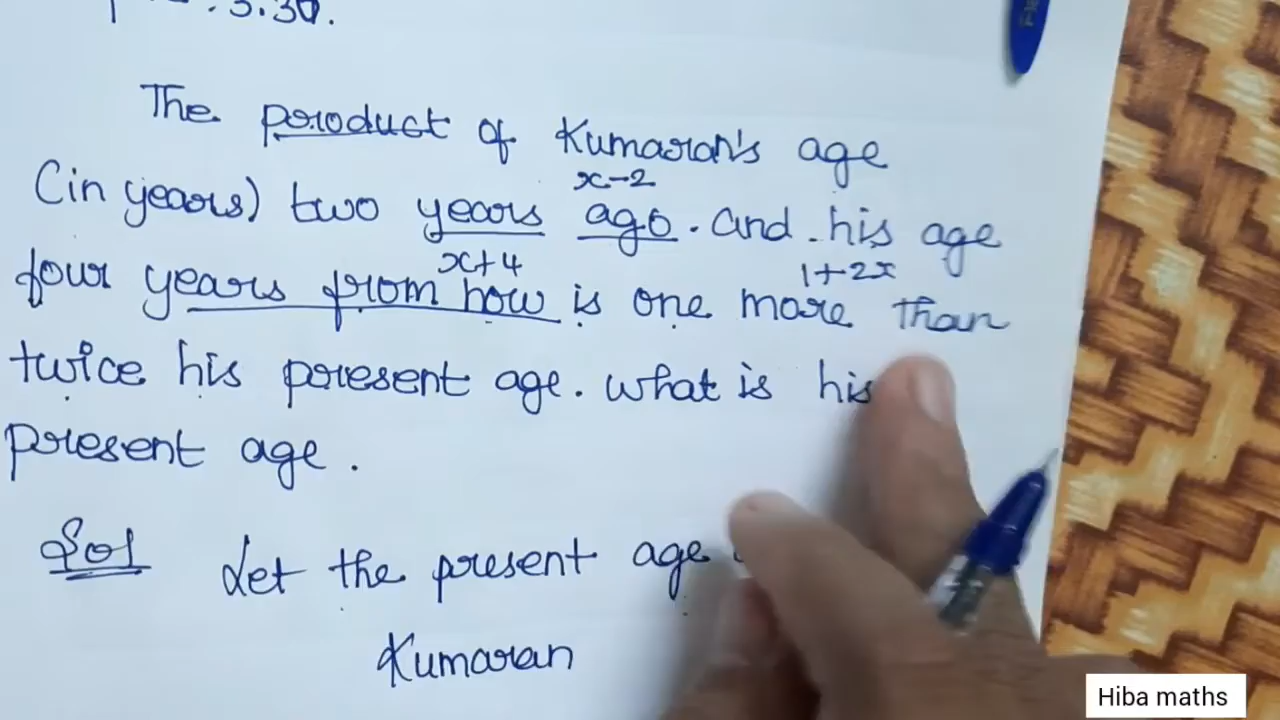 . 3.30.
The product of Kumaran's age
x-2
(in years) two years ago. and his age
x+4 1+2x
four years from now is one more than
twice his present age. what is his
present age.
Sol Let the present age
Kumaran
Hiba maths